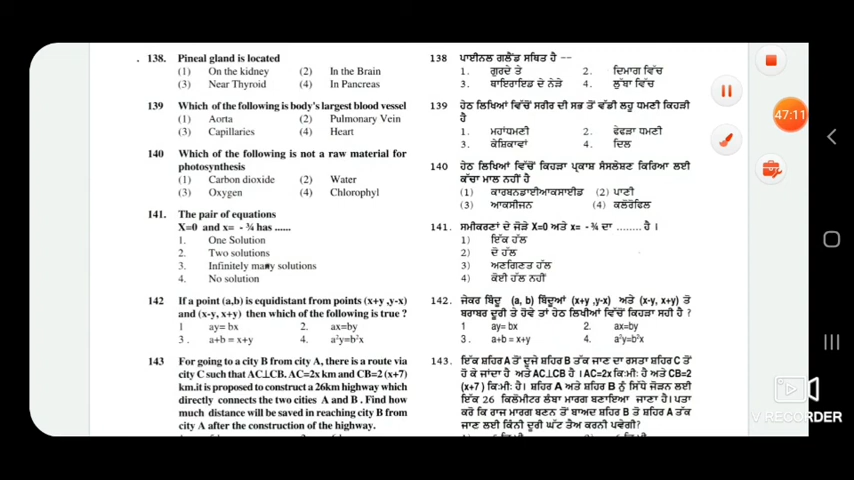 . 138. Pineal gland is located
(1) On the kidney (2) In the Brain
(3) Near Thyroid (4) In Pancreas
139 Which of the following is body's largest blood vessel
(1) Aorta (2) Pulmonary Vein
(3) Capillaries (4) Heart
140 Which of the following is not a raw material for
photosynthesis
(1) Carbon dioxide (2) Water
(3) Oxygen (4) Chlorophyl
141. The pair of equations
X=0 and x= - ¾ has ......
1. One Solution
2. Two solutions
3. Infinitely many solutions
4. No solution
142 If a point (a,b) is equidistant from points (x+y ,y-x)
and (x-y, x+y) then which of the following is true ?
1 ay= bx 2. ax=by
3 . a+b = x+y 4. a²y=b²x
143 For going to a city B from city A, there is a route via
city C such that AC⊥CB. AC=2x km and CB=2 (x+7)
km.it is proposed to construct a 26km highway which
directly connects the two cities A and B . Find how
much distance will be saved in reaching city B from
city A after the construction of the highway.
138 ਪਾਈਨਲ ਗਲੈਂਡ ਸਥਿਤ ਹੈ --
1. ਗੁਰਦੇ ਤੇ 2. ਦਿਮਾਗ ਵਿੱਚ
3. ਥਾਇਰਾਇਡ ਦੇ ਨੇੜੇ 4. ਲੁੱਬਾ ਵਿੱਚ
139 ਹੇਠ ਲਿਖਿਆਂ ਵਿੱਚੋਂ ਸਰੀਰ ਦੀ ਸਭ ਤੋਂ ਵੱਡੀ ਲਹੂ ਧਮਣੀ ਕਿਹੜੀ
ਹੈ
1. ਮਹਾਂਧਮਣੀ 2. ਫੇਫੜਾ ਧਮਣੀ
3. ਕੇਸ਼ਿਕਾਵਾਂ 4. ਦਿਲ
140 ਹੇਠ ਲਿਖਿਆਂ ਵਿੱਚੋਂ ਕਿਹੜਾ ਪ੍ਰਕਾਸ਼ ਸੰਸਲੇਸ਼ਣ ਕਿਰਿਆ ਲਈ
ਕੱਚਾ ਮਾਲ ਨਹੀਂ ਹੈ
(1) ਕਾਰਬਨਡਾਈਆਕਸਾਈਡ (2) ਪਾਣੀ
(3) ਆਕਸੀਜਨ (4) ਕਲੋਰੋਫਿਲ
141. ਸਮੀਕਰਣਾਂ ਦੇ ਜੋੜੇ X=0 ਅਤੇ x= - ¾ ਦਾ ........ ਹੈ ।
1) ਇੱਕ ਹੱਲ
2) ਦੋ ਹੱਲ
3) ਅਣਗਿਣਤ ਹੱਲ
4) ਕੋਈ ਹੱਲ ਨਹੀਂ
142. ਜੇਕਰ ਬਿੰਦੂ (a, b) ਬਿੰਦੂਆਂ (x+y ,y-x) ਅਤੇ (x-y, x+y) ਤੋਂ
ਬਰਾਬਰ ਦੂਰੀ ਤੇ ਹੋਵੇ ਤਾਂ ਹੇਠ ਲਿਖੀਆਂ ਵਿੱਚੋਂ ਕਿਹੜਾ ਸਹੀ ਹੈ ?
1 ay= bx 2. ax=by
3 . a+b = x+y 4. a²y=b²x
143. ਇੱਕ ਸ਼ਹਿਰ A ਤੋਂ ਦੂਜੇ ਸ਼ਹਿਰ B ਤੱਕ ਜਾਣ ਦਾ ਰਸਤਾ ਸ਼ਹਿਰ C ਤੋਂ
ਹੋ ਕੇ ਜਾਂਦਾ ਹੈ ਅਤੇ AC⊥CB ਹੈ । AC=2x ਕਿ:ਮੀ: ਹੈ ਅਤੇ CB=2
(x+7) ਕਿ:ਮੀ: ਹੈ । ਸ਼ਹਿਰ A ਅਤੇ ਸ਼ਹਿਰ B ਨੂੰ ਸਿੱਧੇ ਜੋੜਨ ਲਈ
ਇੱਕ 26 ਕਿਲੋਮੀਟਰ ਲੰਬਾ ਮਾਰਗ ਬਣਾਇਆ ਜਾਣਾ ਹੈ। ਪਤਾ
ਕਰੋ ਕਿ ਰਾਜ ਮਾਰਗ ਬਣਨ ਤੋਂ ਬਾਅਦ ਸ਼ਹਿਰ B ਤੋਂ ਸ਼ਹਿਰ A ਤੱਕ
ਜਾਣ ਲਈ ਕਿੰਨੀ ਦੂਰੀ ਘੱਟ ਤੈਅ ਕਰਨੀ ਪਵੇਗੀ?
47:11
V RECORDER